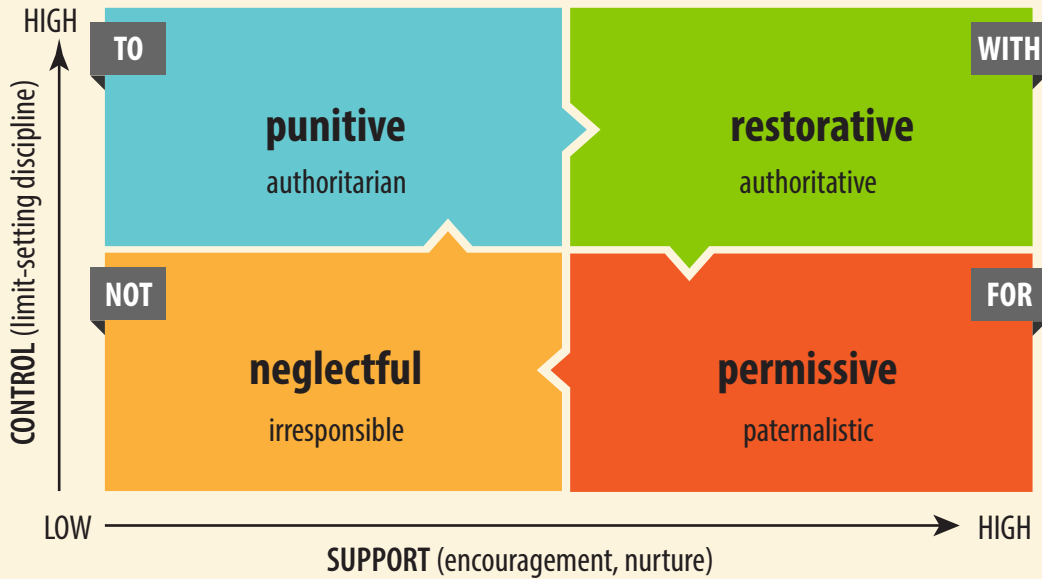 HIGH
TO
WITH
punitive
authoritarian
restorative
authoritative
CONTROL (limit-setting discipline)
NOT
FOR
neglectful
irresponsible
permissive
paternalistic
LOW
HIGH
SUPPORT (encouragement, nurture)